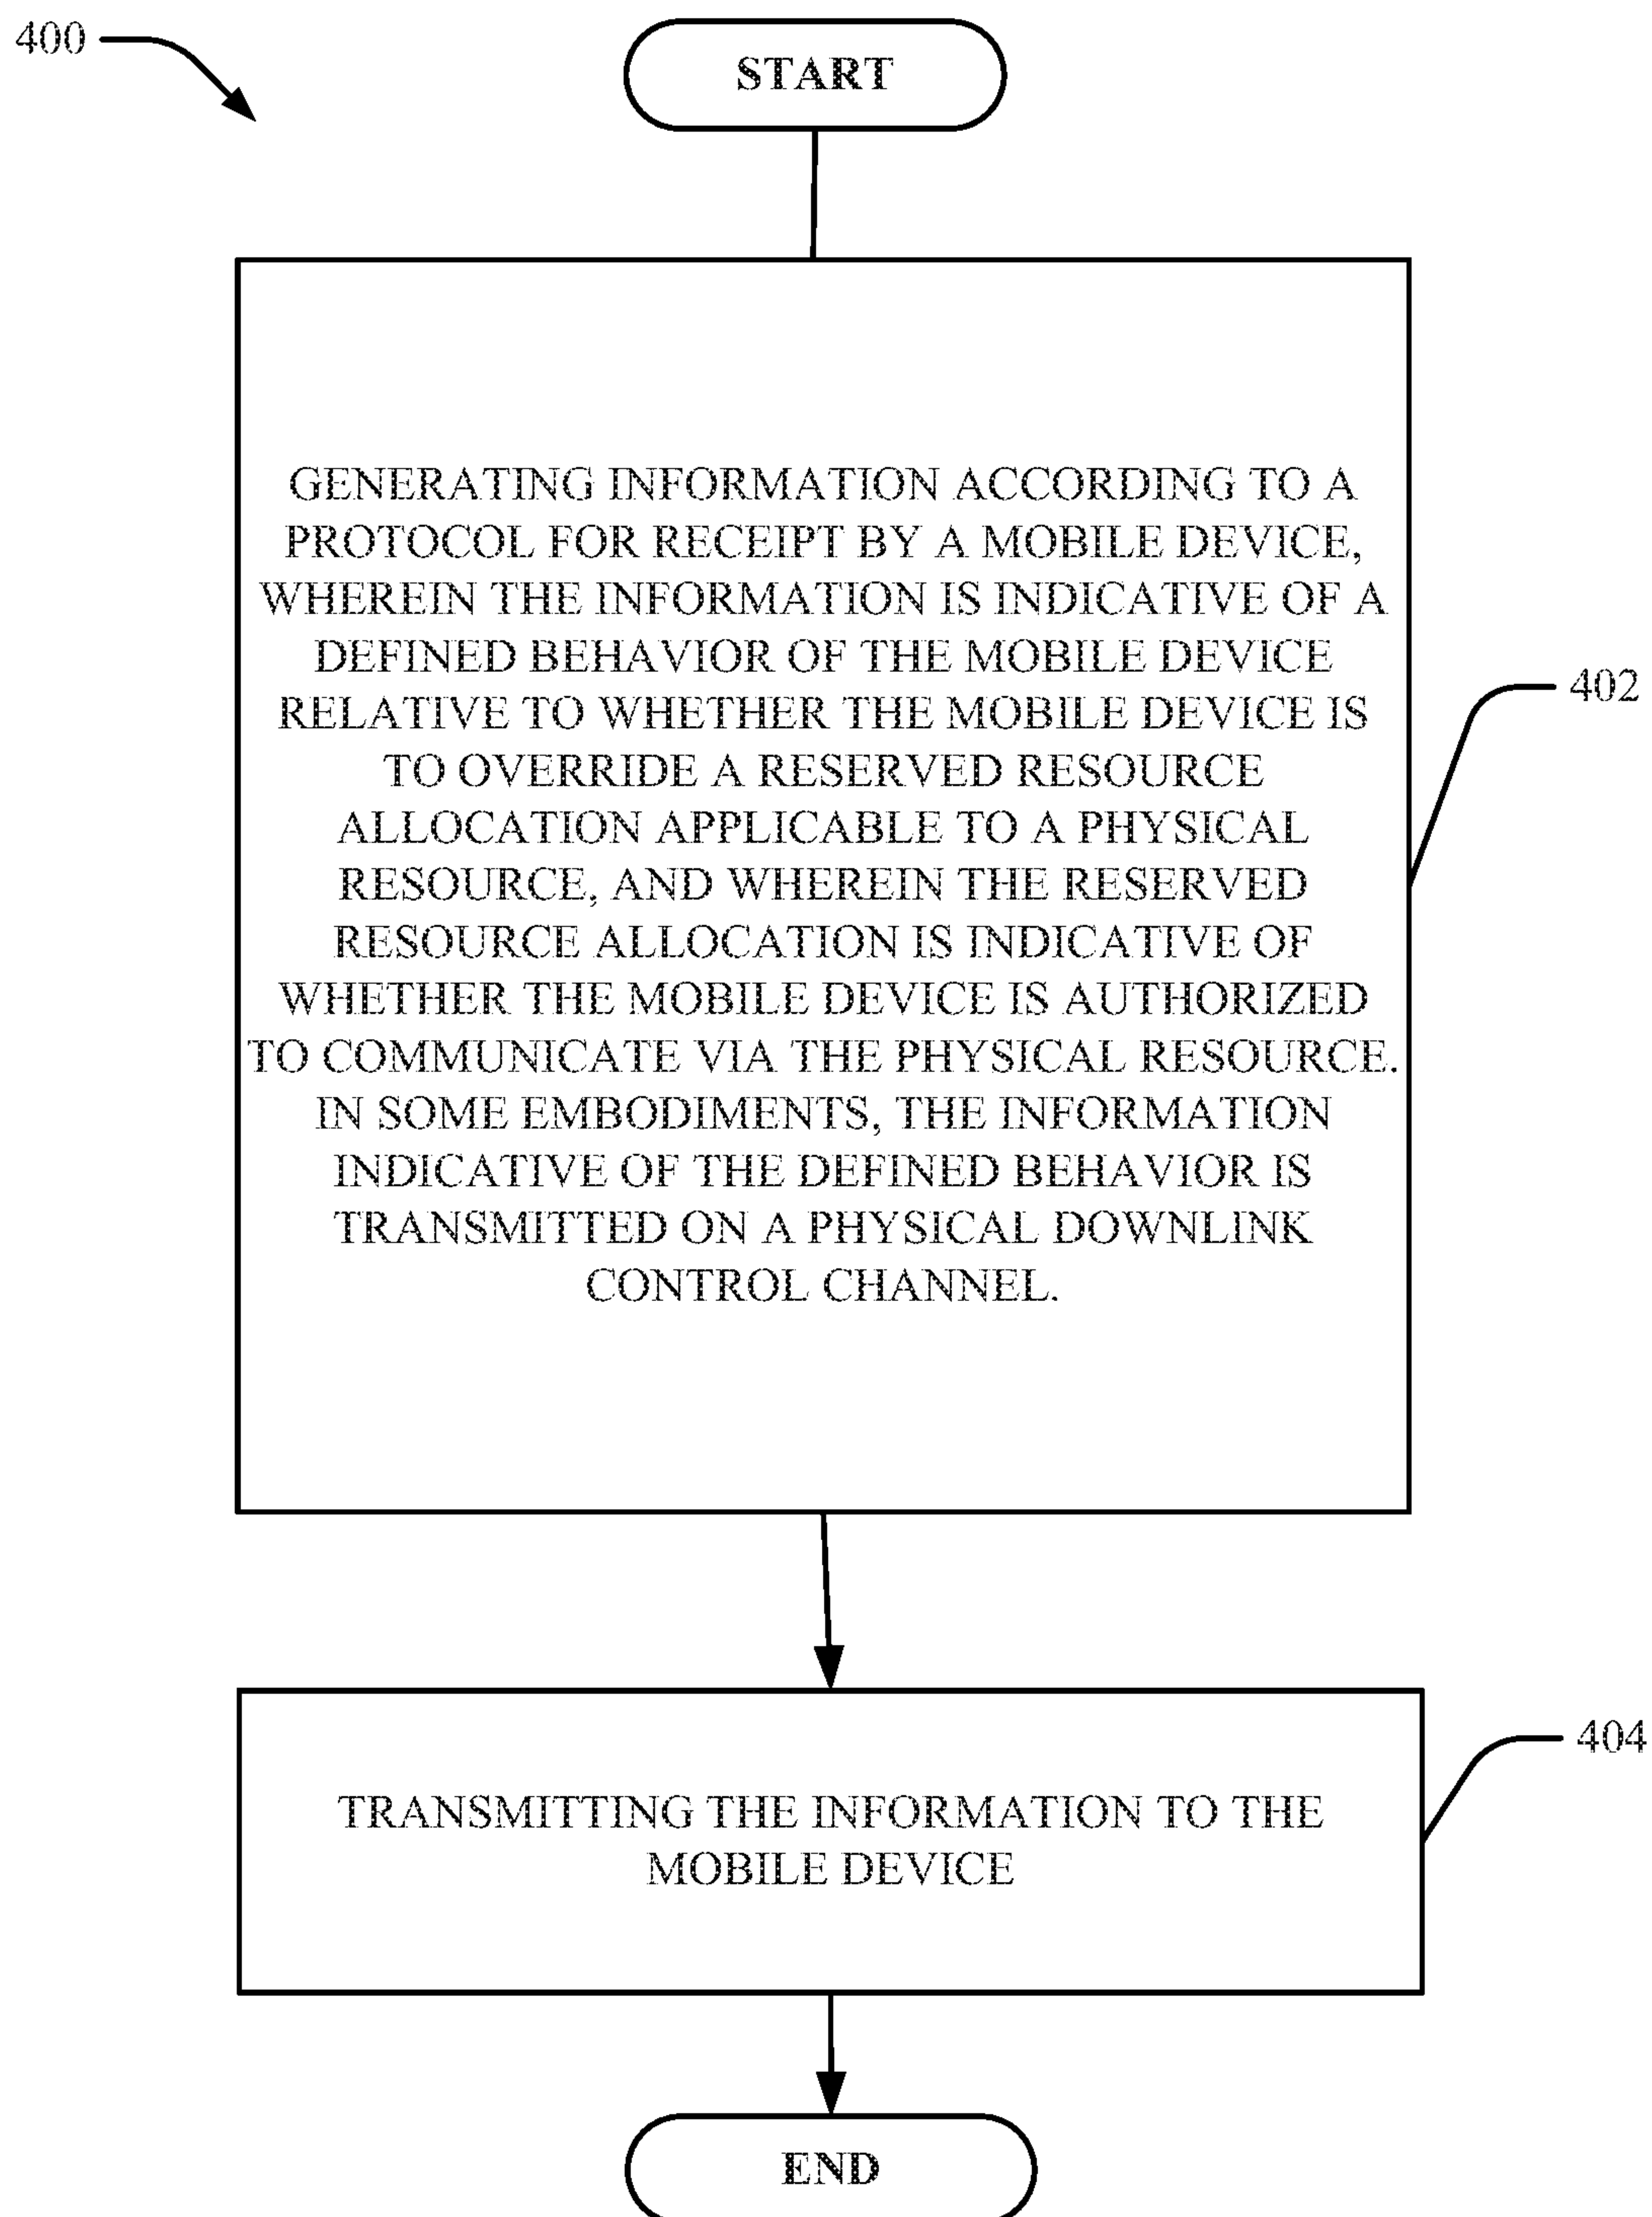 400
START
GENERATING INFORMATION ACCORDING TO A
PROTOCOL FOR RECEIPT BY A MOBILE DEVICE,
WHEREIN THE INFORMATION IS INDICATIVE OF A
DEFINED BEHAVIOR OF THE MOBILE DEVICE
RELATIVE TO WHETHER THE MOBILE DEVICE IS
TO OVERRIDE A RESERVED RESOURCE
ALLOCATION APPLICABLE TO A PHYSICAL
RESOURCE, AND WHEREIN THE RESERVED
RESOURCE ALLOCATION IS INDICATIVE OF
WHETHER THE MOBILE DEVICE IS AUTHORIZED
TO COMMUNICATE VIA THE PHYSICAL RESOURCE.
IN SOME EMBODIMENTS, THE INFORMATION
INDICATIVE OF THE DEFINED BEHAVIOR IS
TRANSMITTED ON A PHYSICAL DOWNLINK
CONTROL CHANNEL.
402
TRANSMITTING THE INFORMATION TO THE
MOBILE DEVICE
404
END